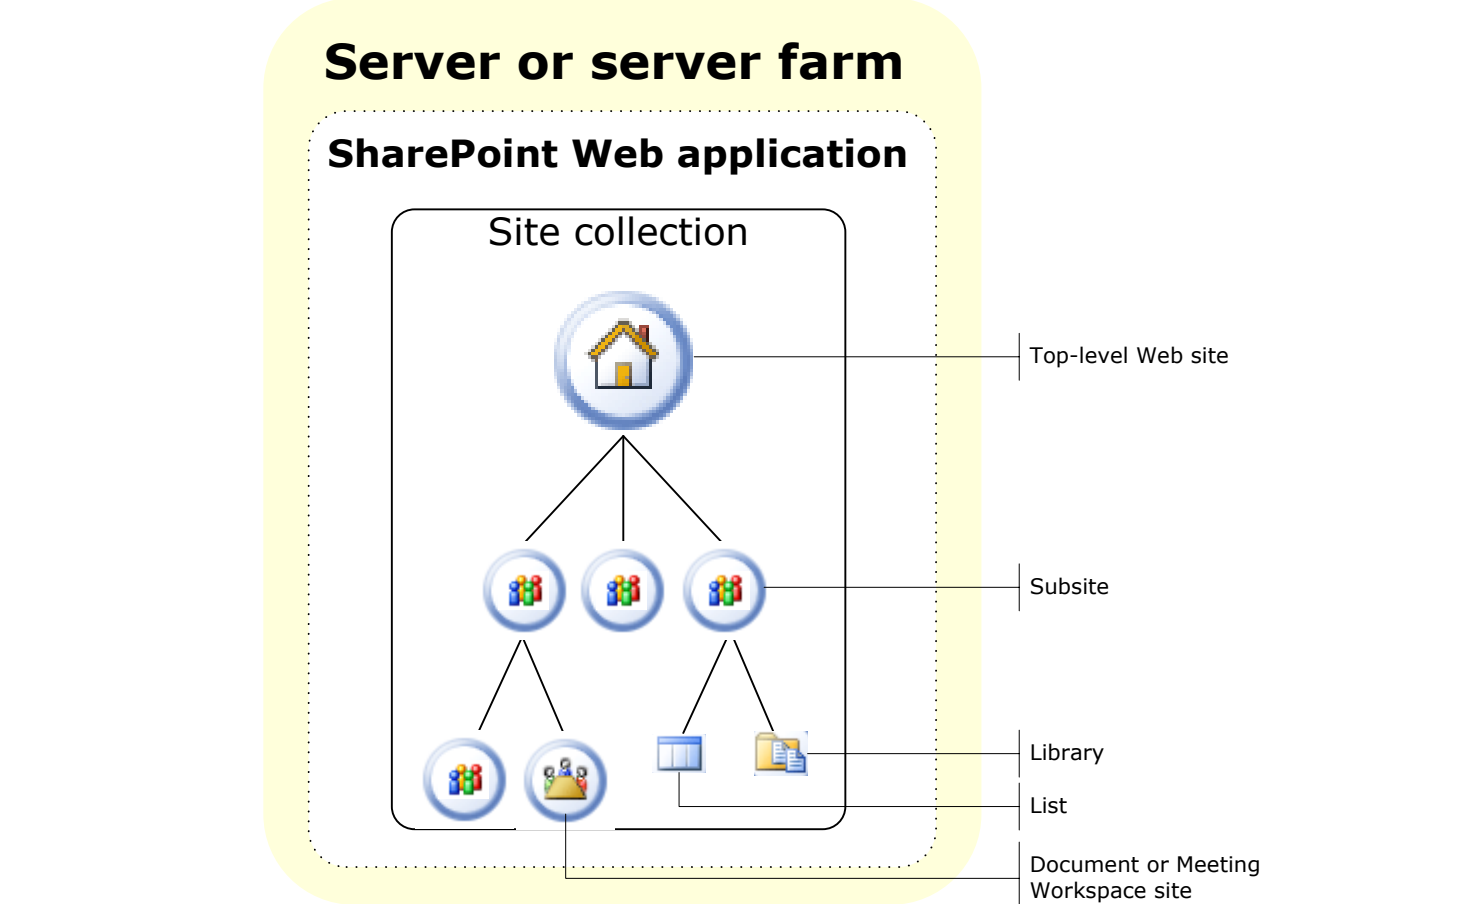 Server or server farm
SharePoint Web application
Site collection
Top-level Web site
Subsite
Library
List
Document or Meeting
Workspace site